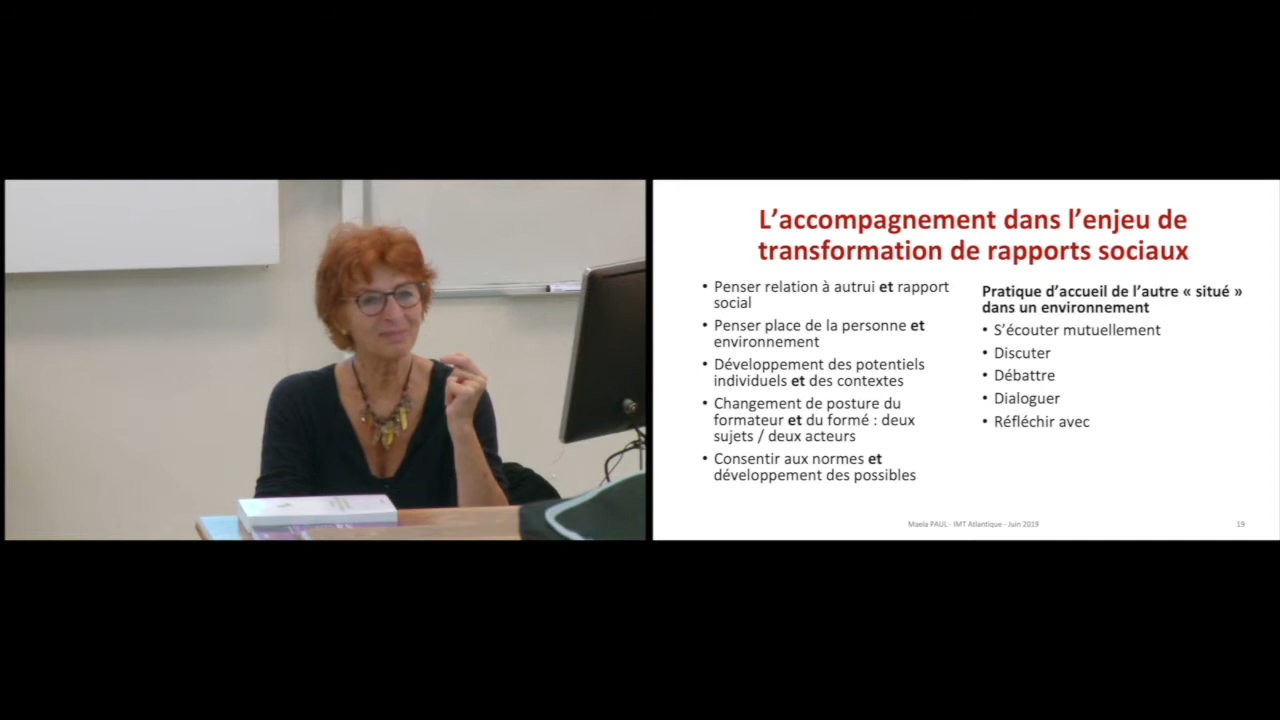 L'accompagnement dans l'enjeu de
transformation de rapports sociaux
• Penser relation à autrui et rapport
social
• Penser place de la personne et
environnement
• Développement des potentiels
individuels et des contextes
• Changement de posture du
formateur et du formé : deux
sujets / deux acteurs
• Consentir aux normes et
développement des possibles
Pratique d'accueil de l'autre « situé »
dans un environnement
• S'écouter mutuellement
• Discuter
• Débattre
• Dialoguer
• Réfléchir avec
Maela PAUL - IMT Atlantique - Juin 2019
19